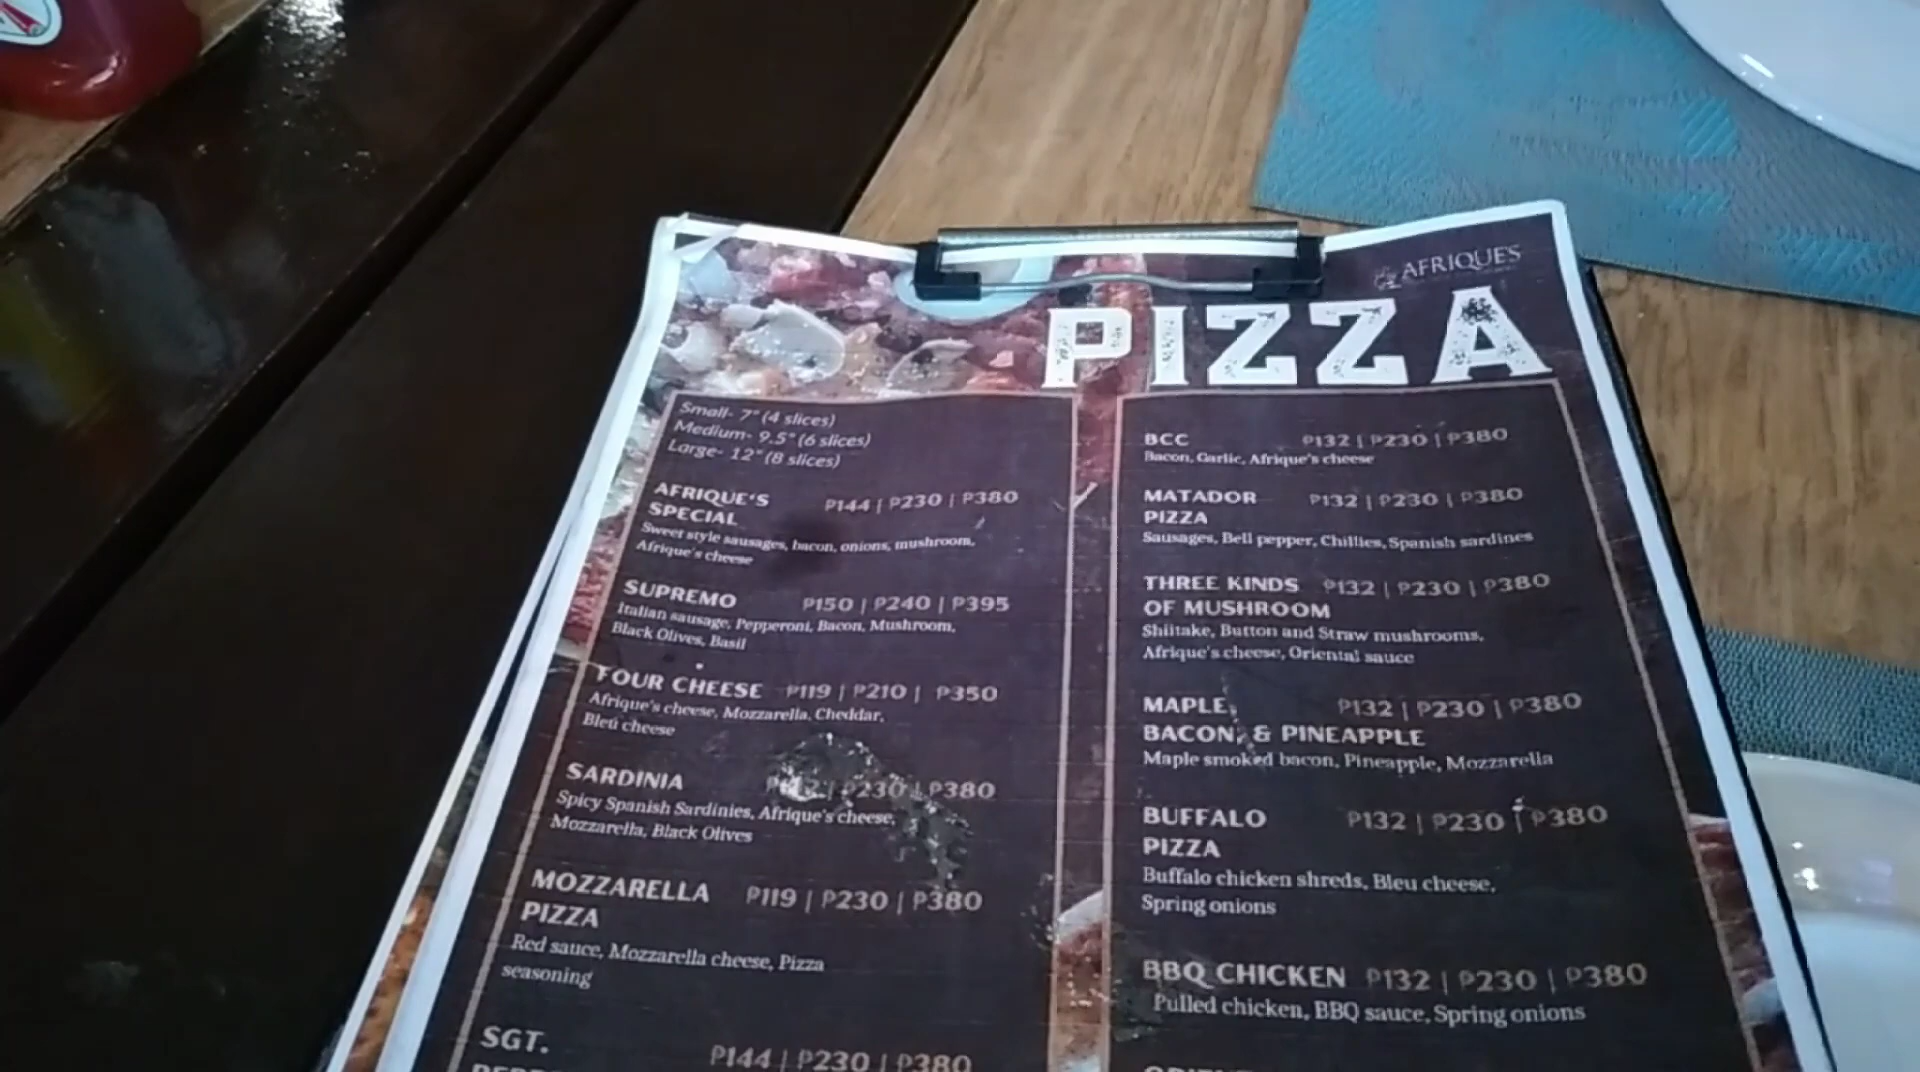 AFRIQUE'S
PIZZA
Small- 7" (4 slices)
Medium- 9.5" (6 slices)
Large- 12" (8 slices)
AFRIQUE'S ₱144 | ₱230 | ₱380
SPECIAL
Sweet style sausages, bacon, onions, mushroom,
Afrique's cheese
SUPREMO ₱150 | ₱240 | ₱395
Italian sausage, Pepperoni, Bacon, Mushroom,
Black Olives, Basil
FOUR CHEESE ₱119 | ₱210 | ₱350
Afrique's cheese, Mozzarella, Cheddar,
Bleu cheese
SARDINIA | ₱230 | ₱380
Spicy Spanish Sardinies, Afrique's cheese,
Mozzarella, Black Olives
MOZZARELLA ₱119 | ₱230 | ₱380
PIZZA
Red sauce, Mozzarella cheese, Pizza
seasoning
SGT. ₱144 | ₱230 | ₱380
BCC ₱132 | ₱230 | ₱380
Bacon, Garlic, Afrique's cheese
MATADOR ₱132 | ₱230 | ₱380
PIZZA
Sausages, Bell pepper, Chillies, Spanish sardines
THREE KINDS ₱132 | ₱230 | ₱380
OF MUSHROOM
Shiitake, Button and Straw mushrooms,
Afrique's cheese, Oriental sauce
MAPLE, ₱132 | ₱230 | ₱380
BACON, & PINEAPPLE
Maple smoked bacon, Pineapple, Mozzarella
BUFFALO ₱132 | ₱230 | ₱380
PIZZA
Buffalo chicken shreds, Bleu cheese,
Spring onions
BBQ CHICKEN ₱132 | ₱230 | ₱380
Pulled chicken, BBQ sauce, Spring onions